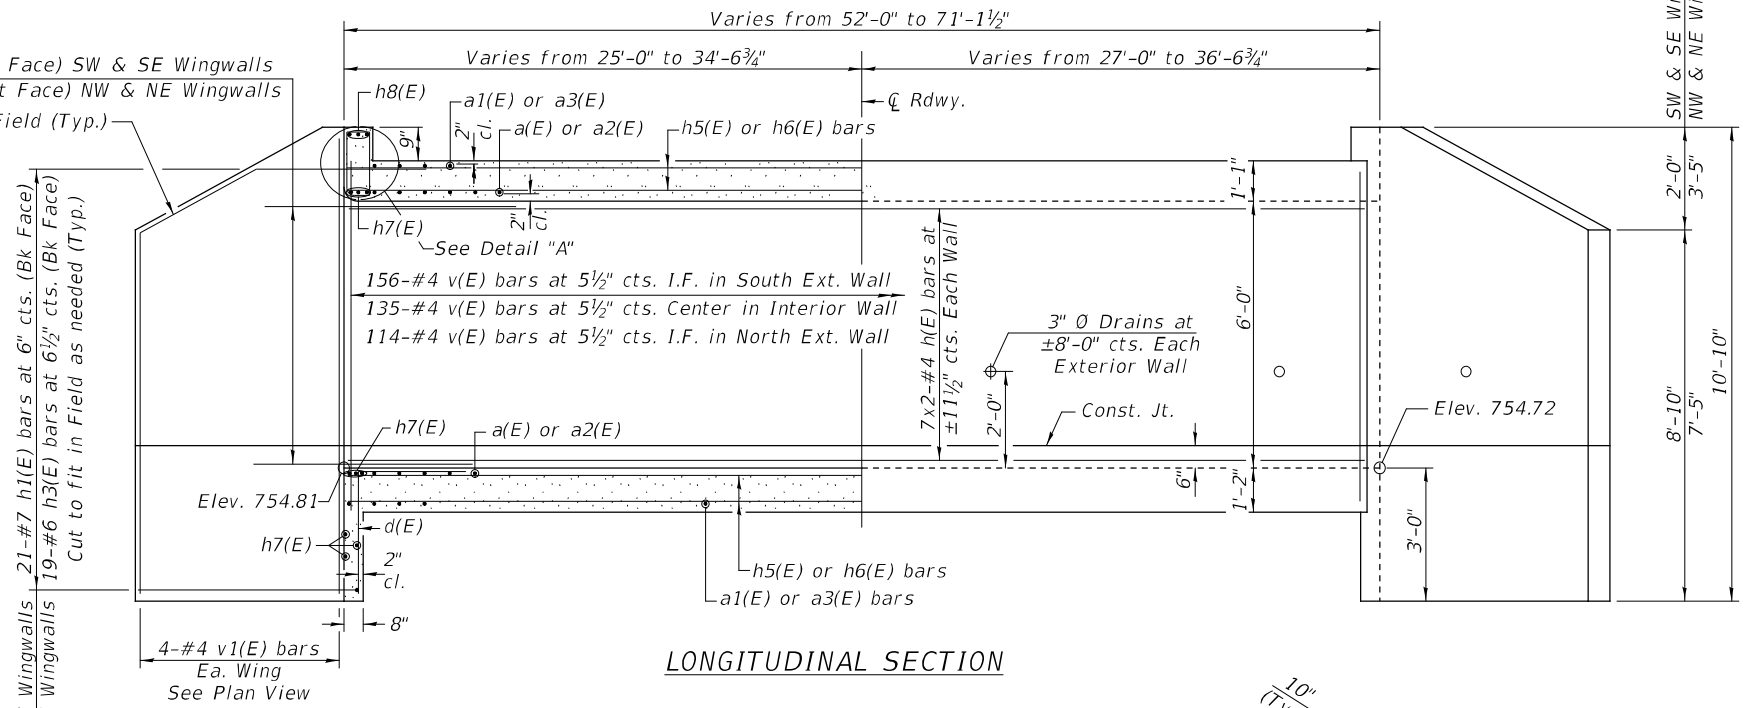 Varies from 52'-0" to 71'-1½"
Varies from 25'-0" to 34'-6¾"
Varies from 27'-0" to 36'-6¾"
Face) SW & SE Wingwalls
Face) NW & NE Wingwalls
Field (Typ.)
h8(E)
a1(E) or a3(E)
a(E) or a2(E)
h5(E) or h6(E) bars
℄ Rdwy.
9"
2"
cl.
2"
cl.
h7(E)
See Detail "A"
156-#4 v(E) bars at 5½" cts. I.F. in South Ext. Wall
135-#4 v(E) bars at 5½" cts. Center in Interior Wall
114-#4 v(E) bars at 5½" cts. I.F. in North Ext. Wall
7x2-#4 h(E) bars at
±11½" cts. Each Wall
3" Ø Drains at
±8'-0" cts. Each
Exterior Wall
2'-0"
Const. Jt.
1'-1"
6'-0"
6"
1'-2"
Elev. 754.72
3'-0"
SW & SE
NW & NE
2'-0"
3'-5"
8'-10"
7'-5"
10'-10"
21-#7 h1(E) bars at 6" cts. (Bk Face)
19-#6 h3(E) bars at 6½" cts. (Bk Face)
Cut to fit in Field as needed (Typ.)
Wingwalls
Wingwalls
h7(E)
a(E) or a2(E)
Elev. 754.81
d(E)
h7(E)
2"
cl.
h5(E) or h6(E) bars
a1(E) or a3(E) bars
8"
4-#4 v1(E) bars
Ea. Wing
See Plan View
LONGITUDINAL SECTION
10"